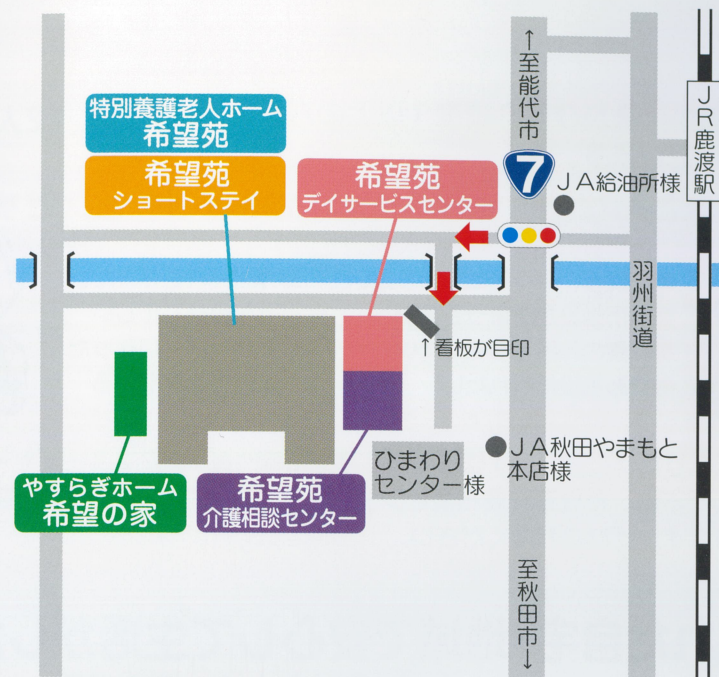 ↑至能代市
JR鹿渡駅
特別養護老人ホーム
希望苑
希望苑
ショートステイ
希望苑
デイサービスセンター
7
JA給油所様
羽州街道
↑看板が目印
ひまわり
センター様
JA秋田やまもと
本店様
やすらぎホーム
希望の家
希望苑
介護相談センター
至秋田市↓